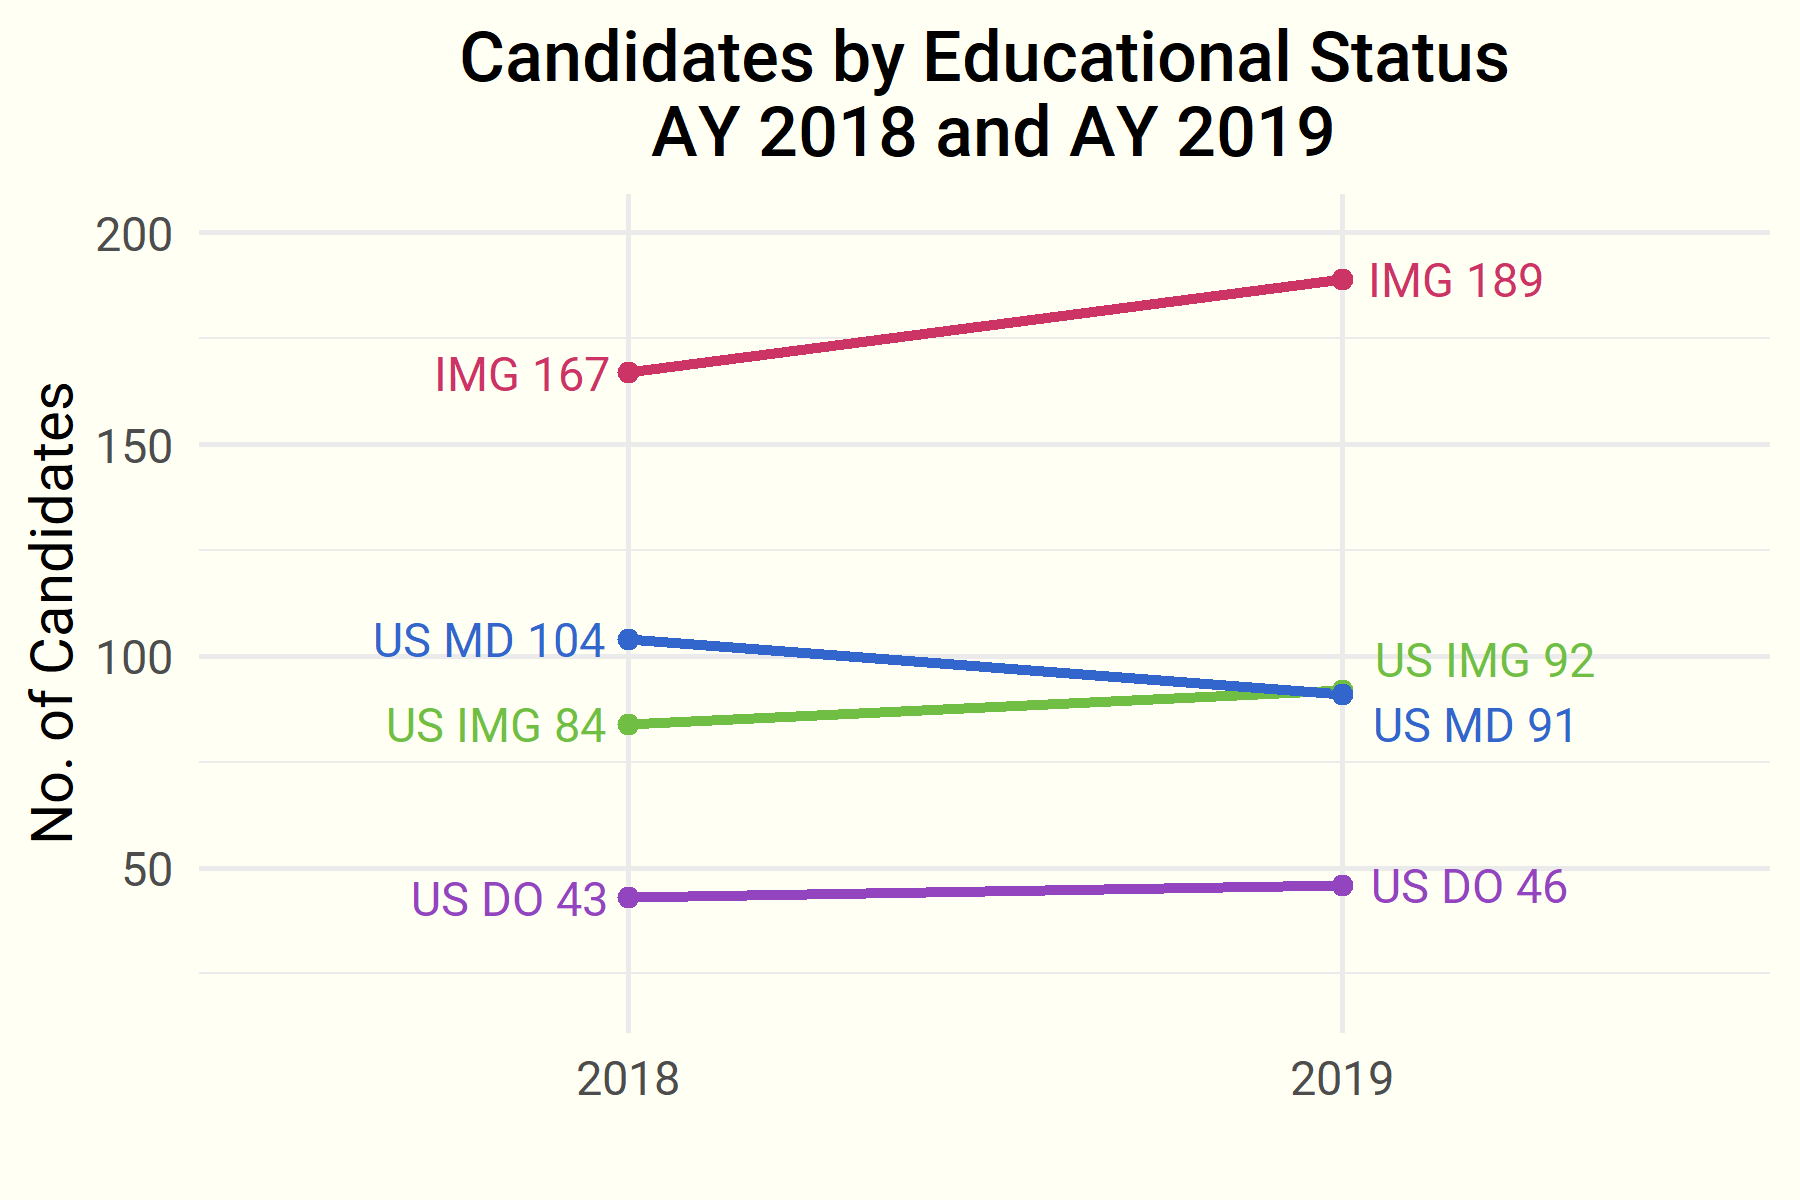 Candidates by Educational Status
AY 2018 and AY 2019
No. of Candidates
200
150
100
50
IMG 167
IMG 189
US MD 104
US IMG 92
US IMG 84
US MD 91
US DO 43
US DO 46
2018
2019